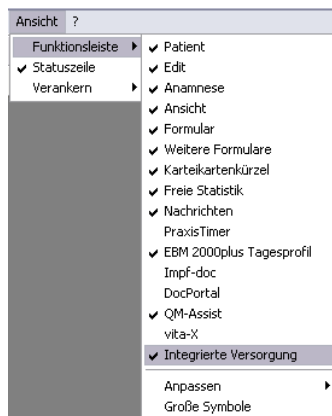 Ansicht ?
Funktionsleiste
Statuszeile
Verankern
Patient
Edit
Anamnese
Ansicht
Formular
Weitere Formulare
Karteikartenkürzel
Freie Statistik
Nachrichten
PraxisTimer
EBM 2000plus Tagesprofil
Impf-doc
DocPortal
QM-Assist
vita-X
Integrierte Versorgung
Anpassen
Große Symbole